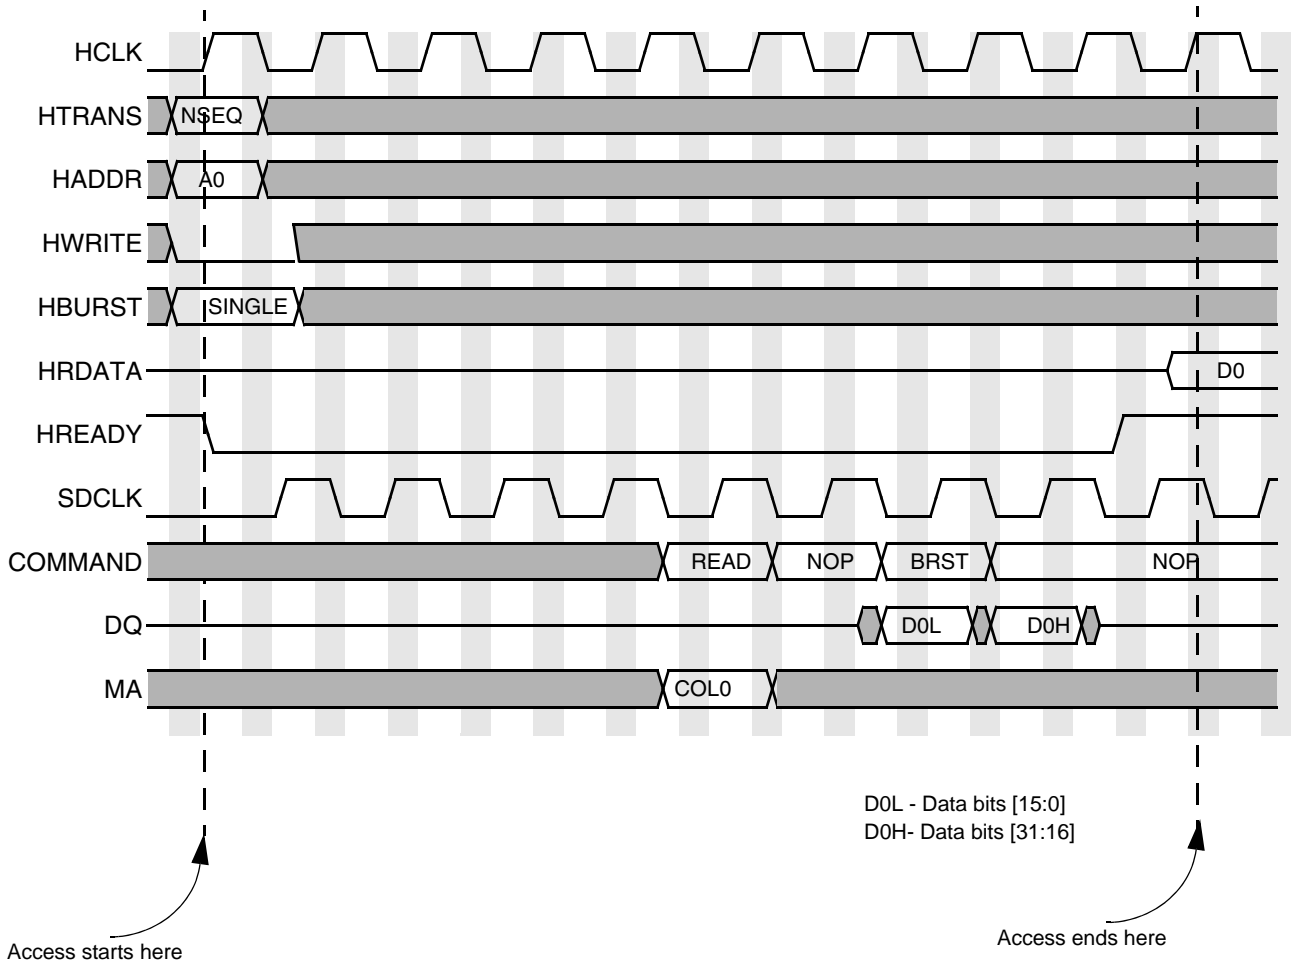 HCLK
HTRANS NSEQ
HADDR A0
HWRITE
HBURST SINGLE
HRDATA D0
HREADY
SDCLK
COMMAND READ NOP BRST NOP
DQ D0L D0H
MA COL0
D0L - Data bits [15:0]
D0H- Data bits [31:16]
Access starts here
Access ends here